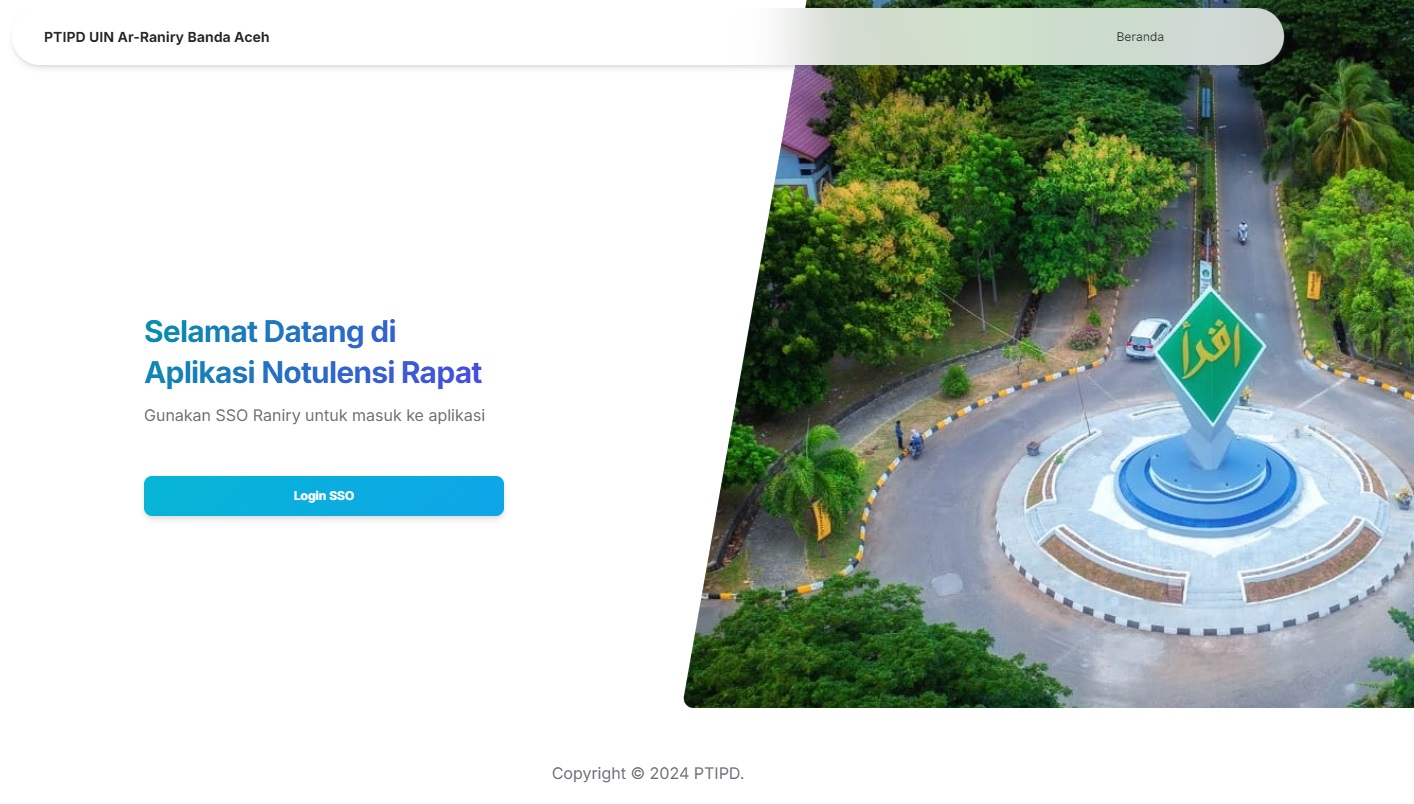 PTIPD UIN Ar-Raniry Banda Aceh
Beranda
Selamat Datang di
Aplikasi Notulensi Rapat
Gunakan SSO Raniry untuk masuk ke aplikasi
Login SSO
اقرأ
Copyright © 2024 PTIPD.